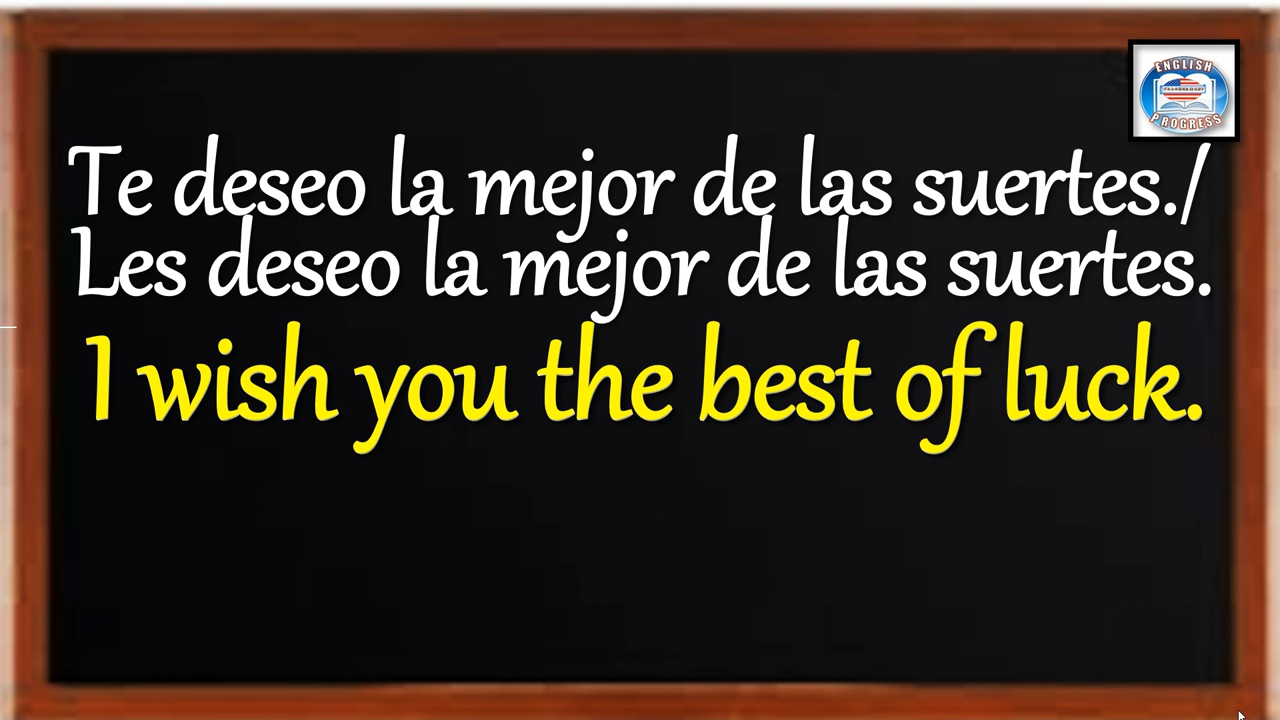 ENGLISH
PROGRESS
Te deseo la mejor de las suertes./
Les deseo la mejor de las suertes.
I wish you the best of luck.